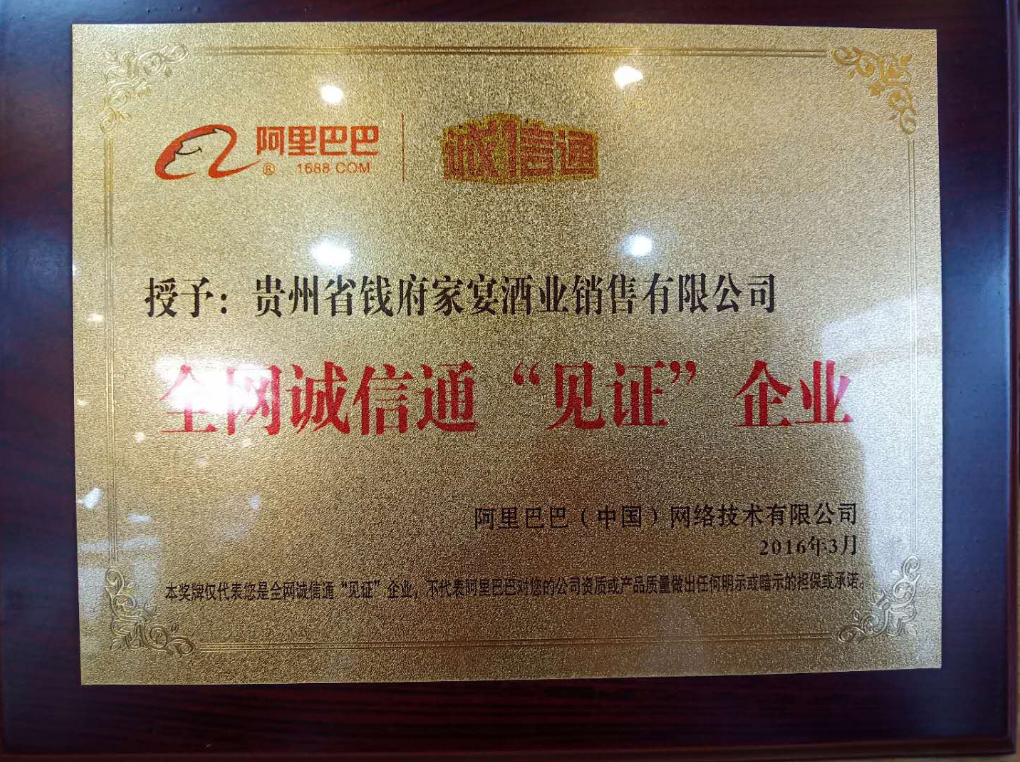 阿里巴巴
® 1688.COM
诚信通
授予：贵州省钱府家宴酒业销售有限公司
全网诚信通“见证”企业
阿里巴巴（中国）网络技术有限公司
2016年3月
本奖牌仅代表您是全网诚信通“见证”企业，不代表阿里巴巴对您的公司资质或产品质量做出任何明示或暗示的担保或承诺。